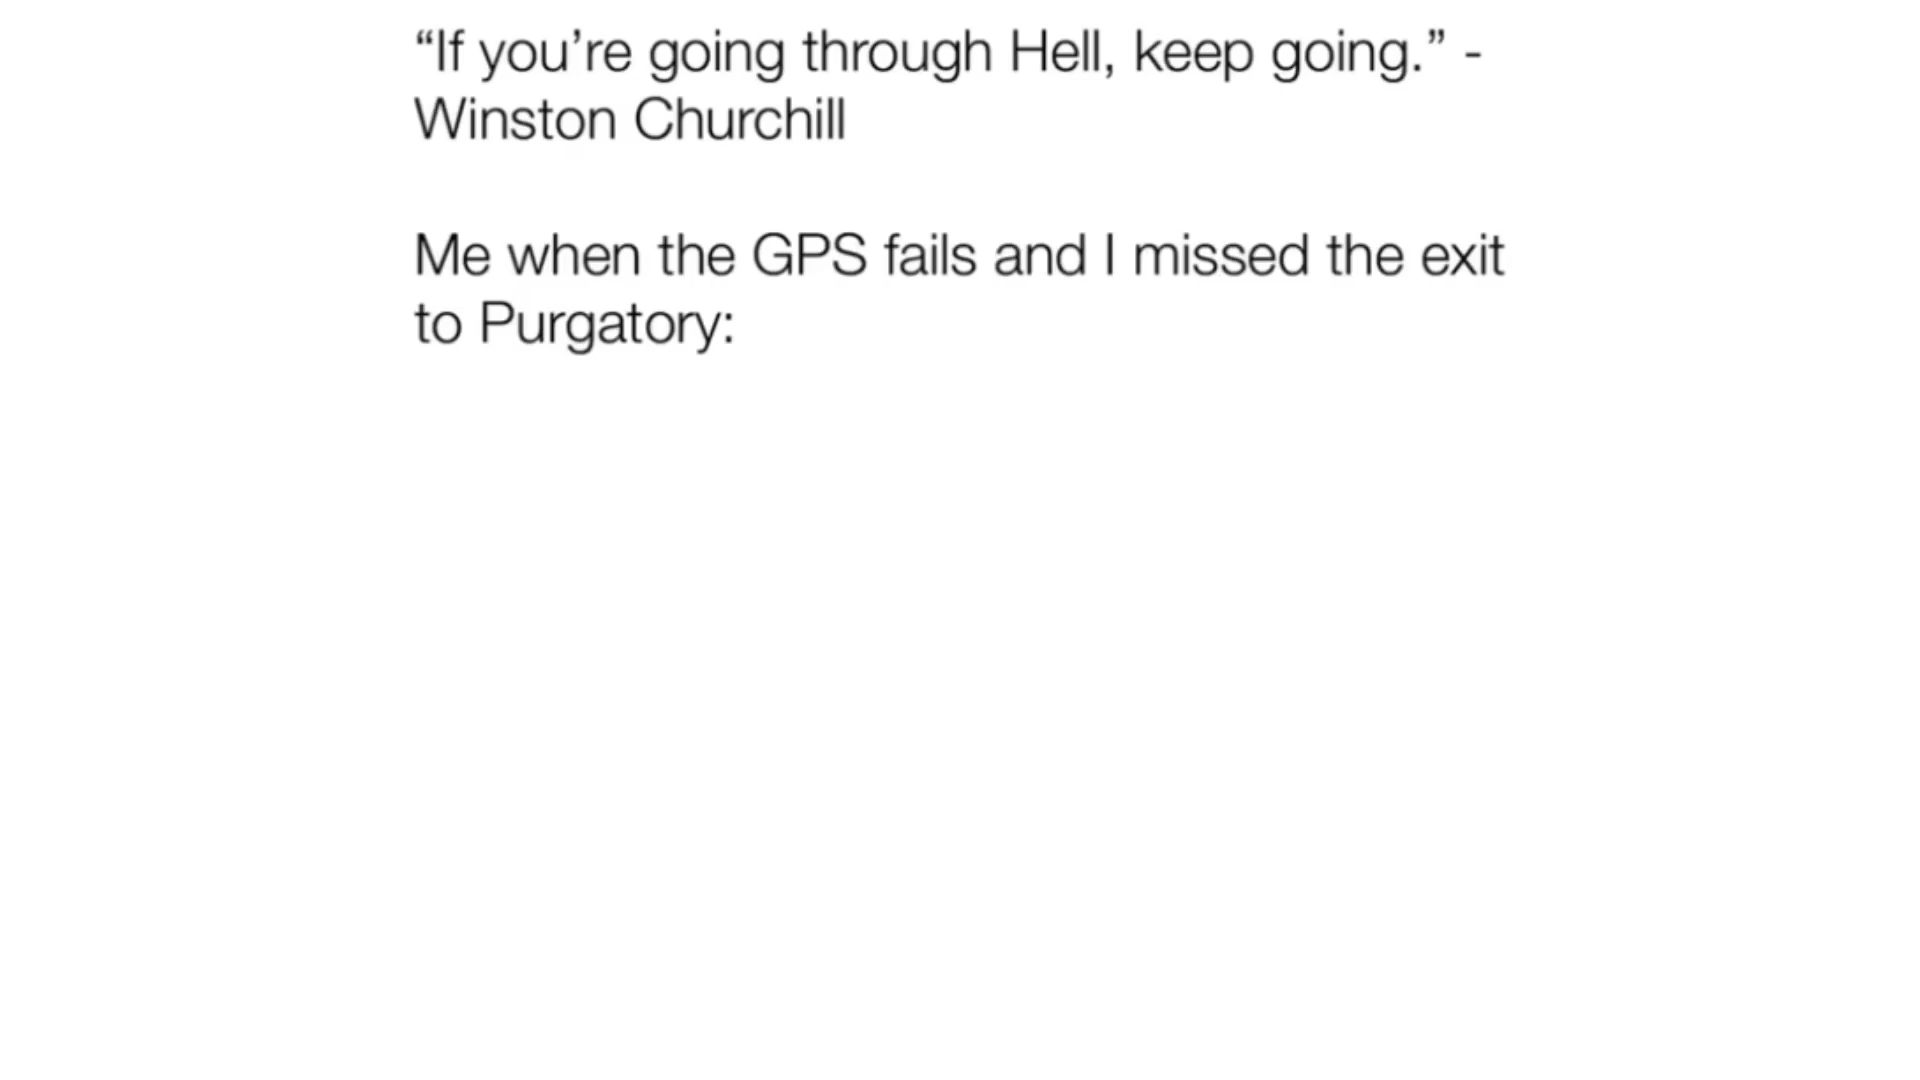 “If you’re going through Hell, keep going.” -
Winston Churchill
Me when the GPS fails and I missed the exit
to Purgatory: